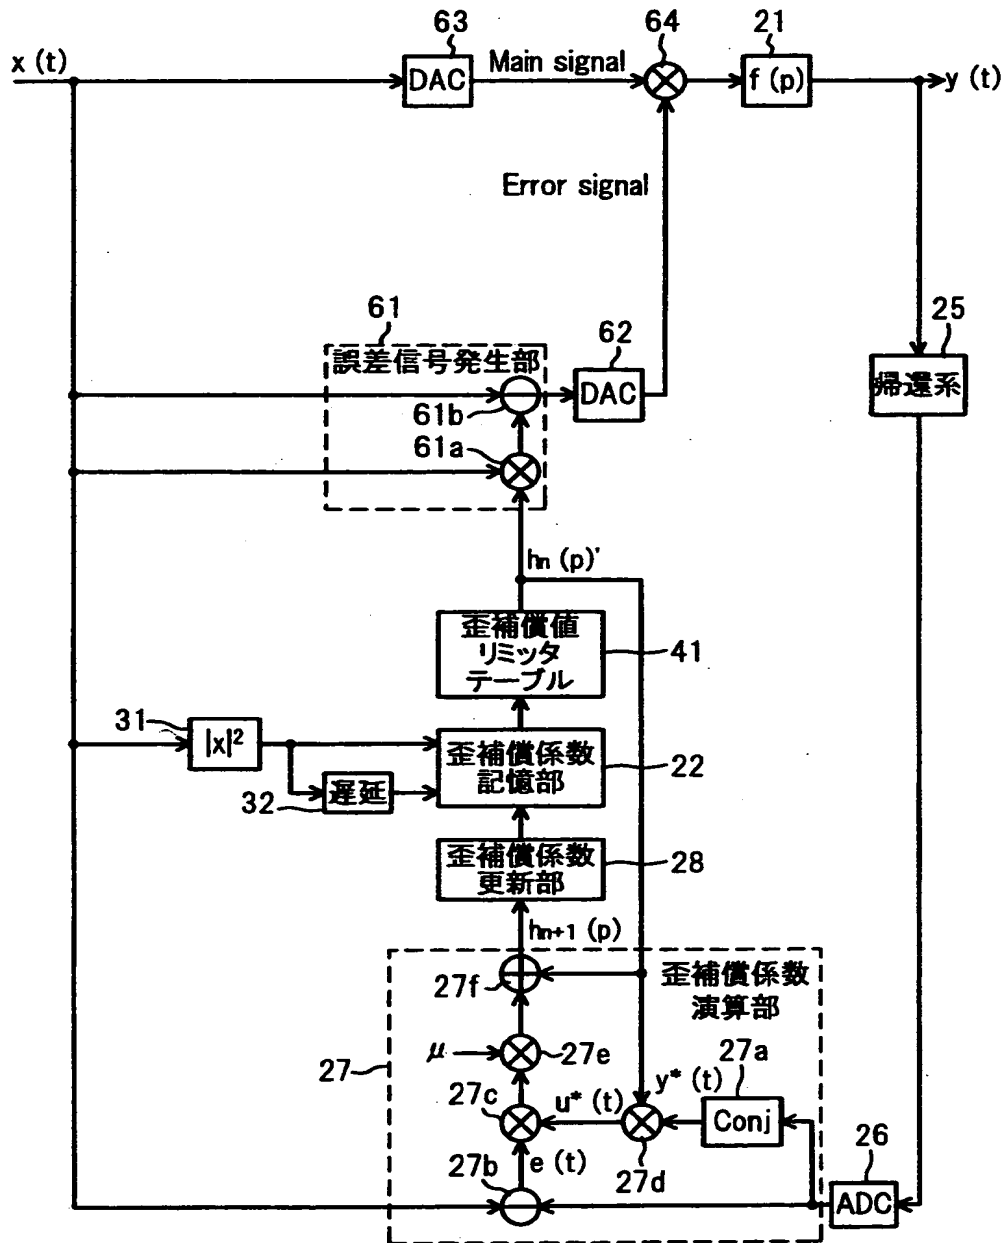 63
64
21
x (t)
DAC
Main signal
f (p)
y (t)
Error signal
61
62
25
誤差信号発生部
帰還系
DAC
61b
61a
hn (p)'
歪補償値
リミッタ
テーブル
41
31
|x|²
歪補償係数
記憶部
22
遅延
32
歪補償係数
更新部
28
hn+1 (p)
歪補償係数
演算部
27f
27
μ
27e
27a
y* (t)
27c
u* (t)
Conj
27d
26
27b
e (t)
ADC